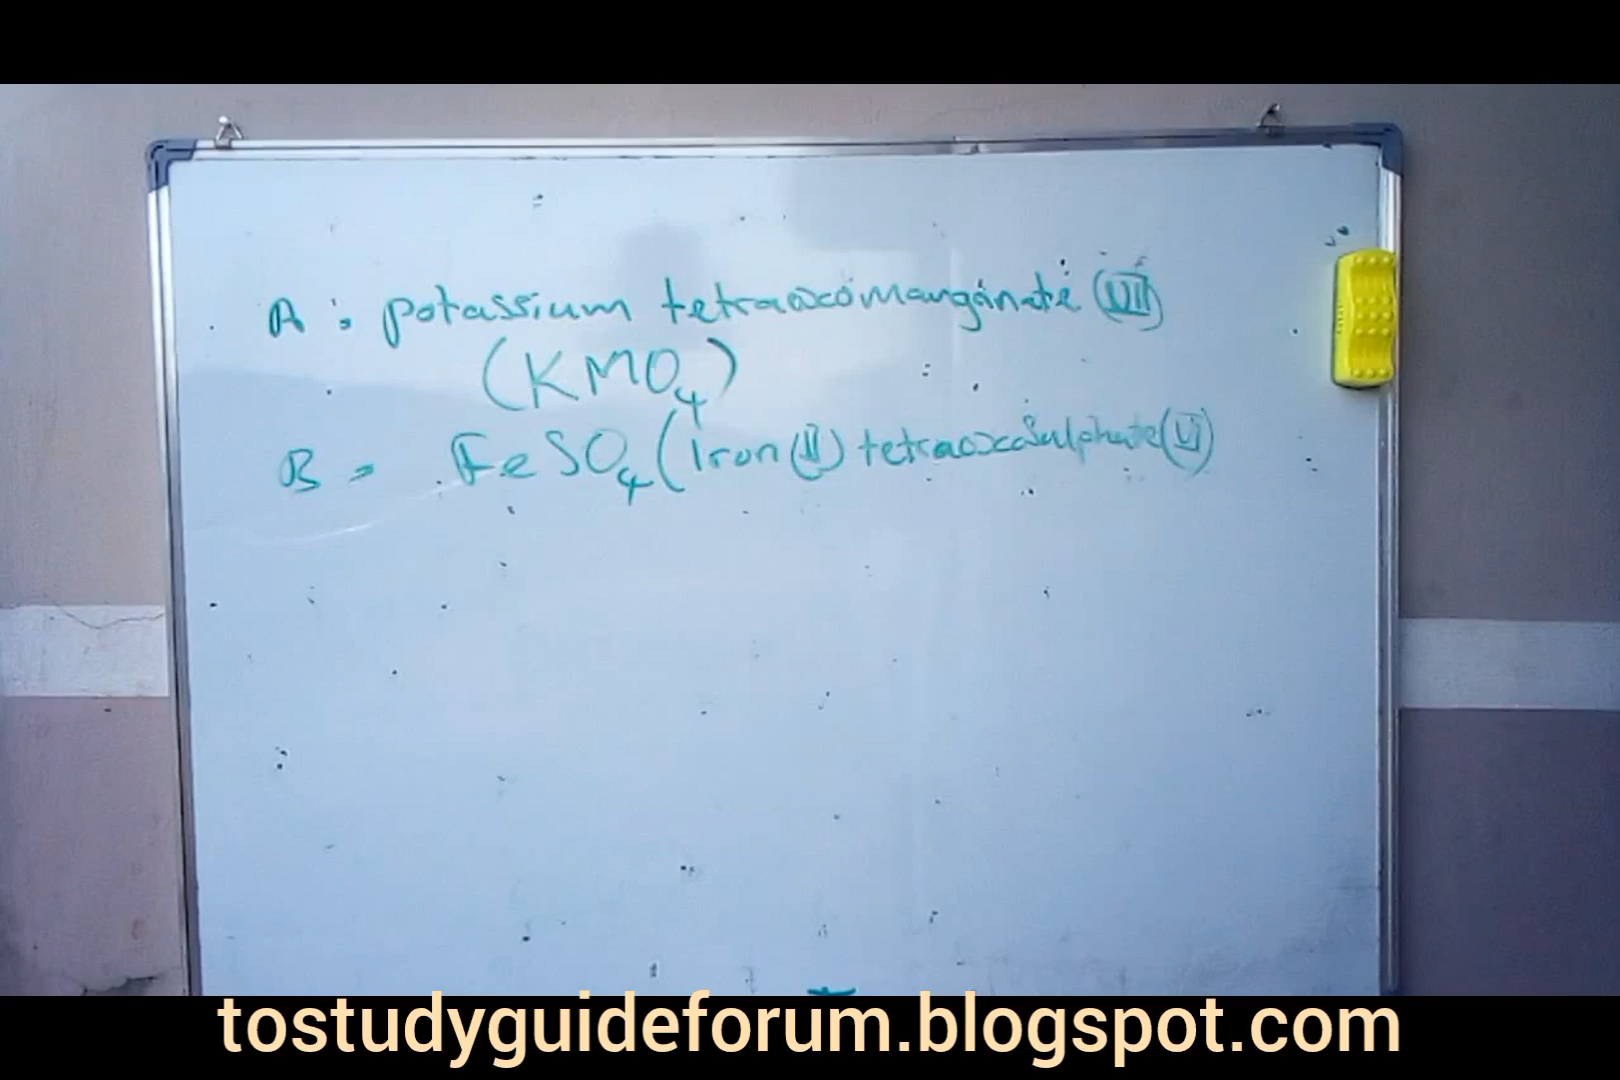 A : potassium tetraoxomanganate (VII)
(KMO4)
B = FeSO4 (Iron (II) tetraoxosulphate (VI)
tostudyguideforum.blogspot.com